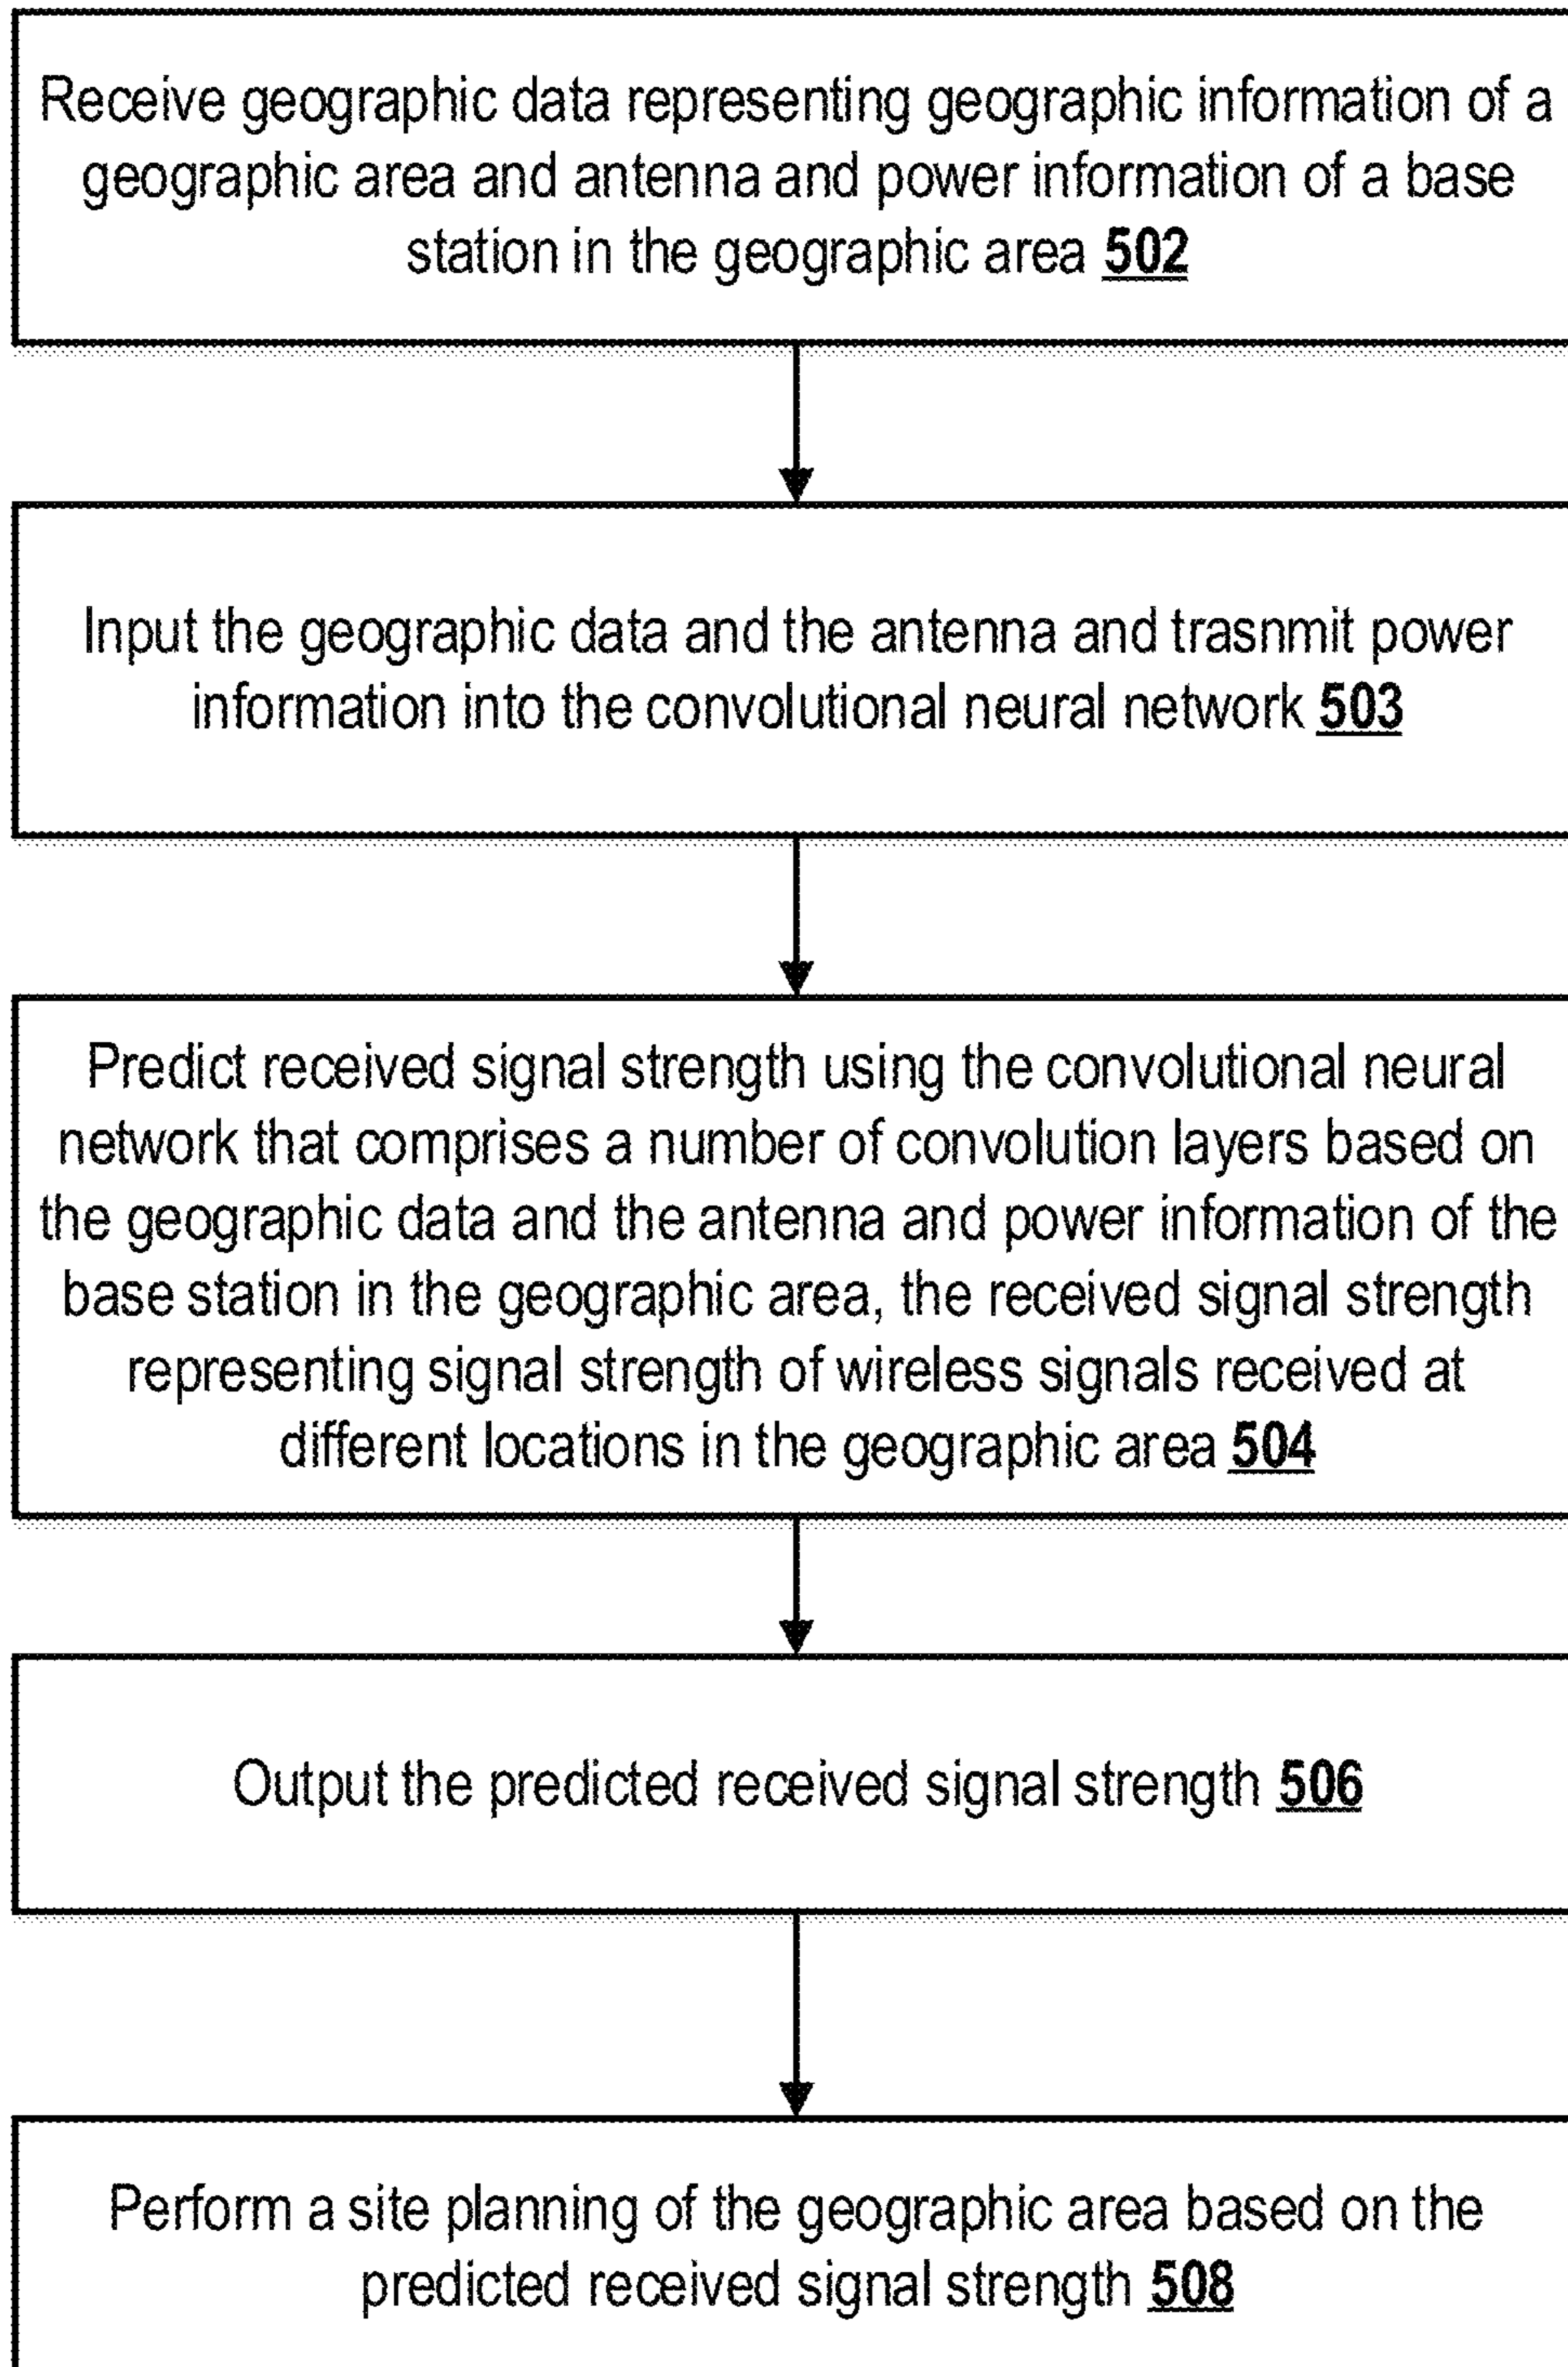 Receive geographic data representing geographic information of a
geographic area and antenna and power information of a base
station in the geographic area 502
Input the geographic data and the antenna and trasnmit power
information into the convolutional neural network 503
Predict received signal strength using the convolutional neural
network that comprises a number of convolution layers based on
the geographic data and the antenna and power information of the
base station in the geographic area, the received signal strength
representing signal strength of wireless signals received at
different locations in the geographic area 504
Output the predicted received signal strength 506
Perform a site planning of the geographic area based on the
predicted received signal strength 508